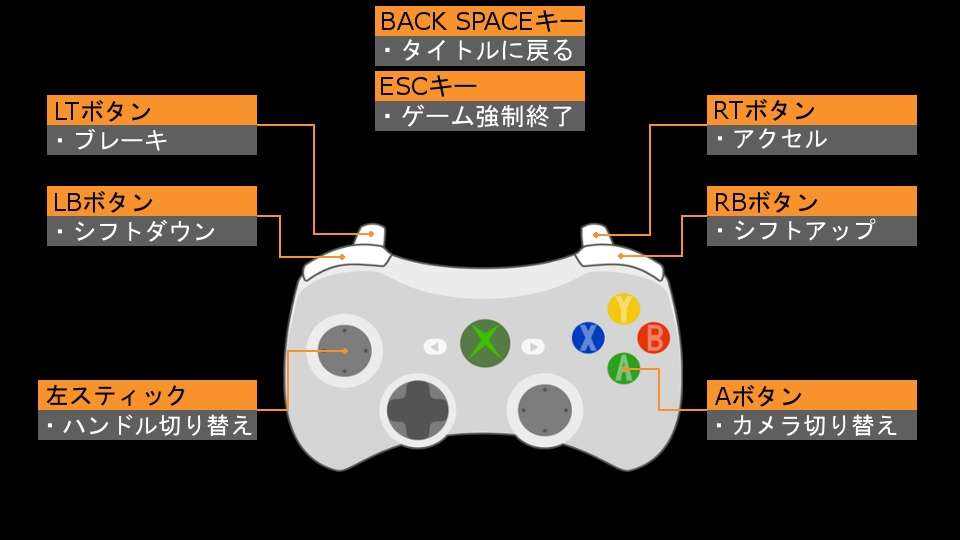 BACK SPACEキー
・タイトルに戻る
ESCキー
・ゲーム強制終了
LTボタン
・ブレーキ
RTボタン
・アクセル
LBボタン
・シフトダウン
RBボタン
・シフトアップ
Y
X
B
A
左スティック
・ハンドル切り替え
Aボタン
・カメラ切り替え